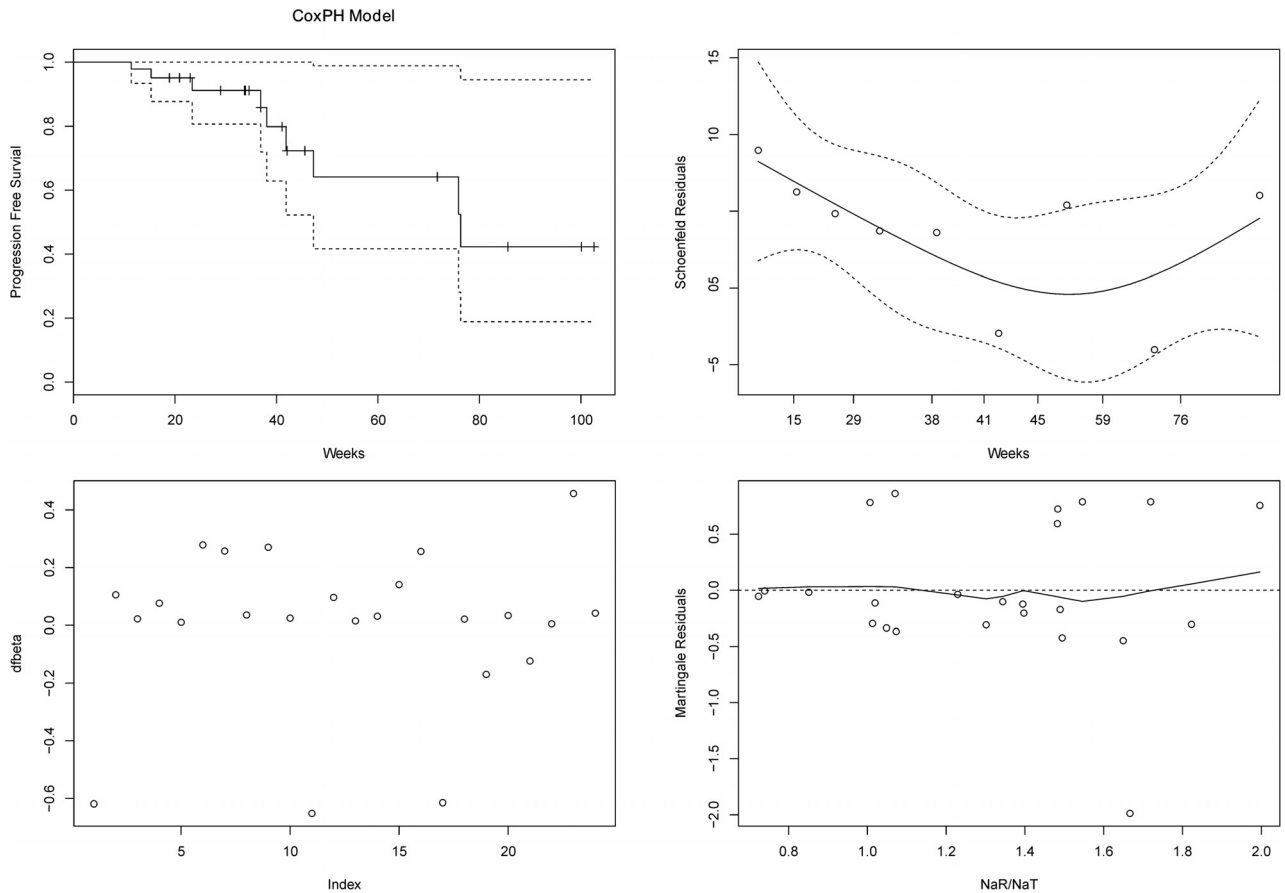 CoxPH Model
Progression Free Survial
1.0
0.8
0.6
0.4
0.2
0.0
0 20 40 60 80 100
Weeks
Schoenfeld Residuals
15
10
05
−5
15 29 38 41 45 59 76
Weeks
dfbeta
0.4
0.2
0.0
−0.2
−0.4
−0.6
5 10 15 20
Index
Martingale Residuals
0.5
0.0
−0.5
−1.0
−1.5
−2.0
0.8 1.0 1.2 1.4 1.6 1.8 2.0
NaR/NaT